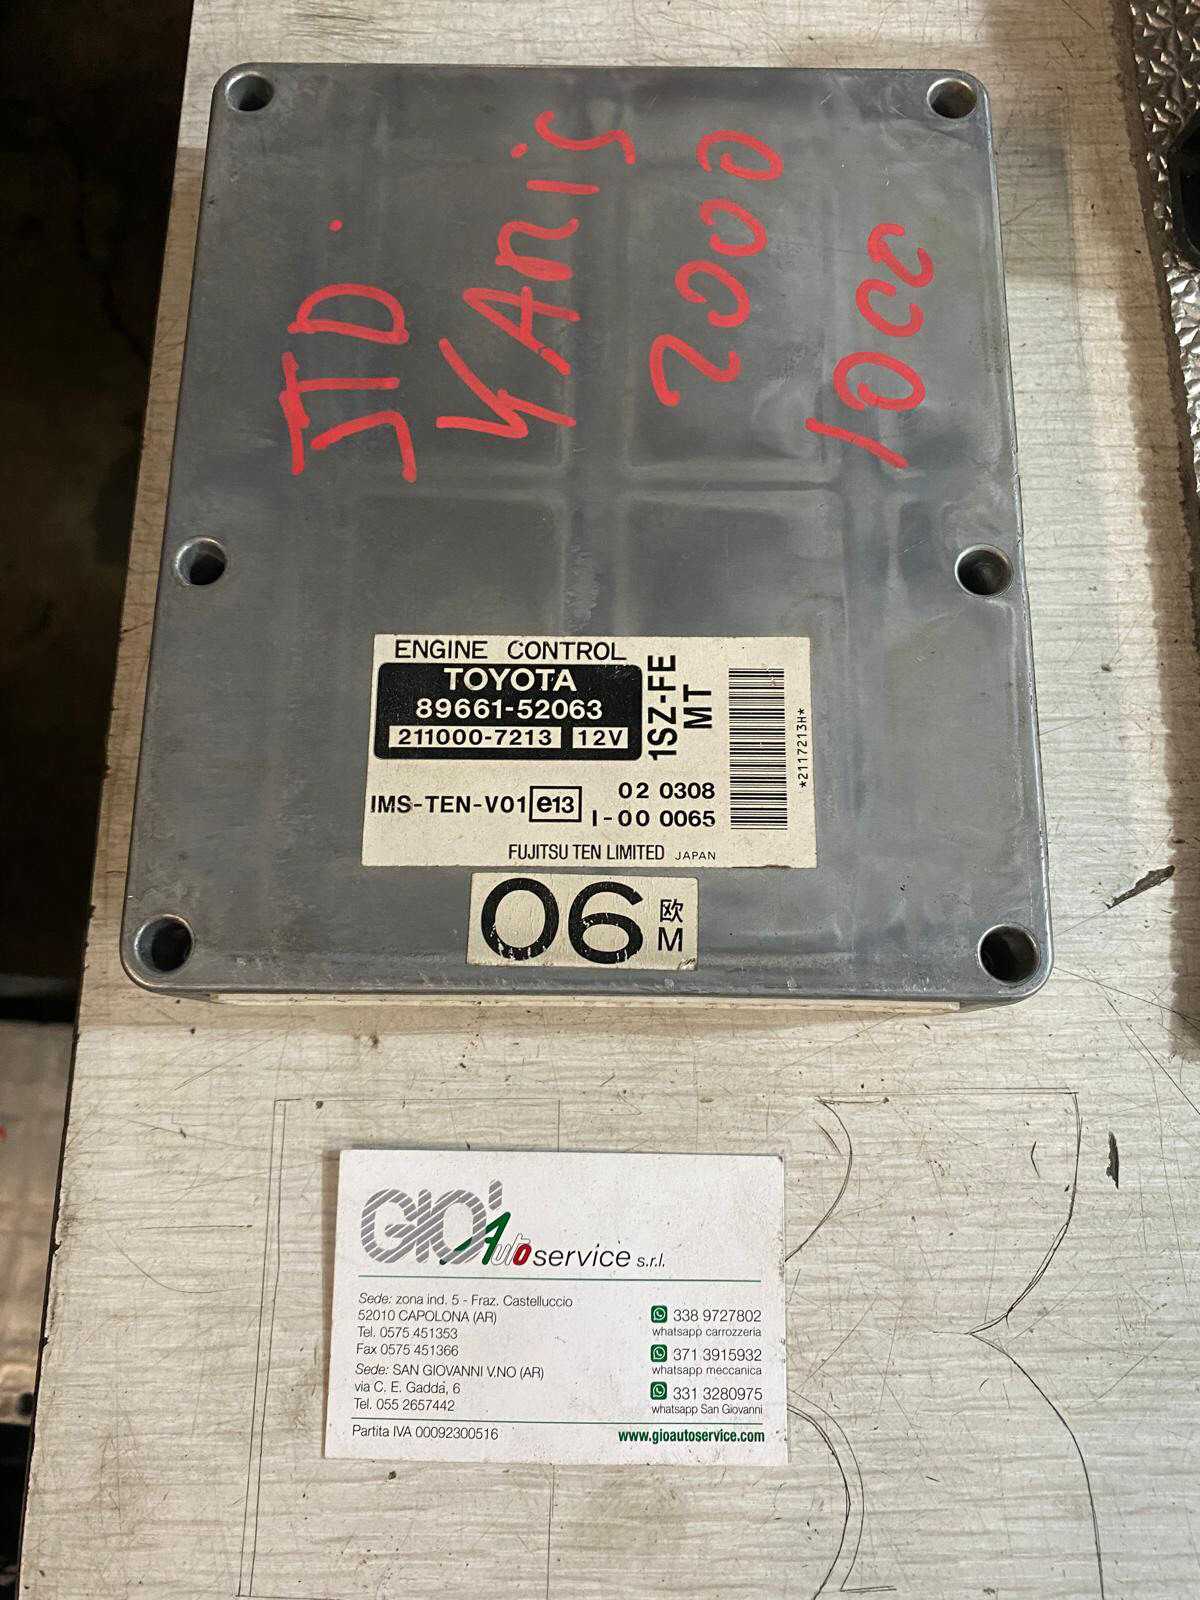 JTD.
YAnis
2000
10cc
ENGINE CONTROL
TOYOTA
89661-52063
211000-7213 12V
1SZ-FE
MT
*2117213H*
IMS-TEN-V01 e13
02 0308
I-00 0065
FUJITSU TEN LIMITED JAPAN
06 欧
M
GIO' Auto service s.r.l.
Sede: zona ind. 5 - Fraz. Castelluccio
52010 CAPOLONA (AR)
Tel. 0575 451353
Fax 0575 451366
Sede: SAN GIOVANNI V.NO (AR)
via C. E. Gadda, 6
Tel. 055 2657442
338 9727802
whatsapp carrozzeria
371 3915932
whatsapp meccanica
331 3280975
whatsapp San Giovanni
Partita IVA 00092300516
www.gioautoservice.com